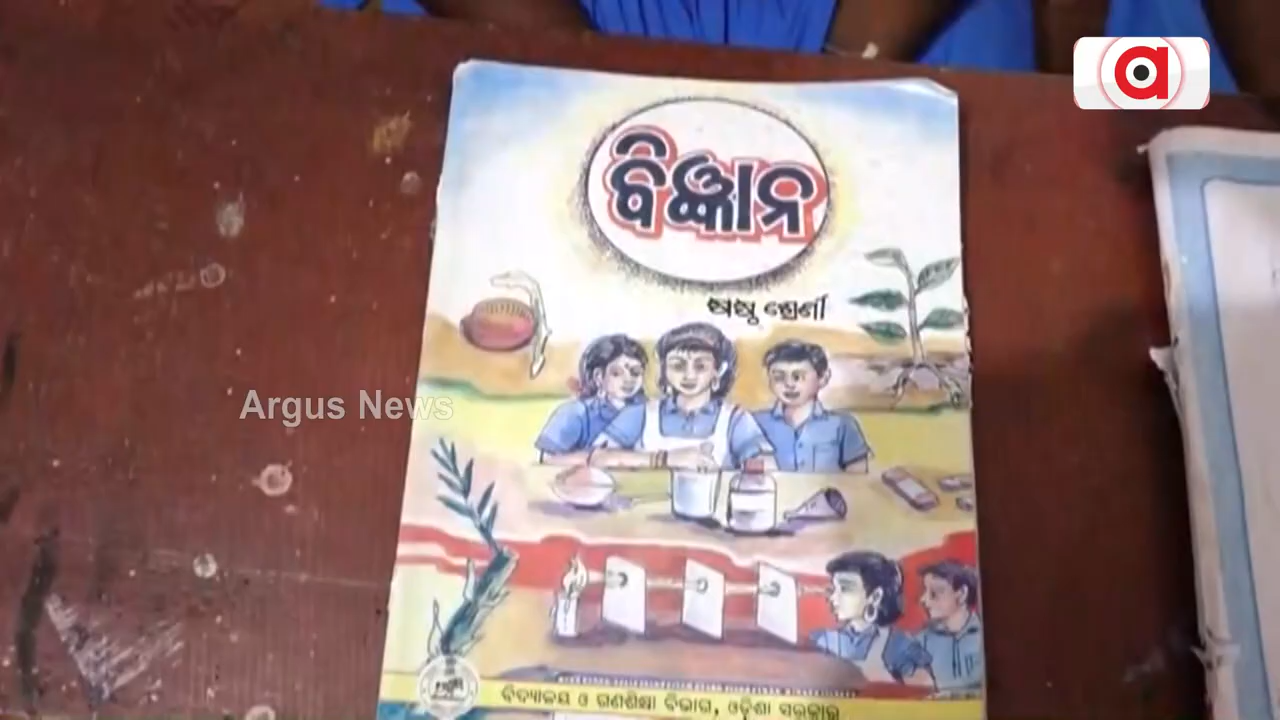 a
ବିଜ୍ଞାନ
ଷଷ୍ଠ ଶ୍ରେଣୀ
Argus News
ବିଦ୍ୟାଳୟ ଓ ଗଣଶିକ୍ଷା ବିଭାଗ, ଓଡ଼ିଶା ସରକାର